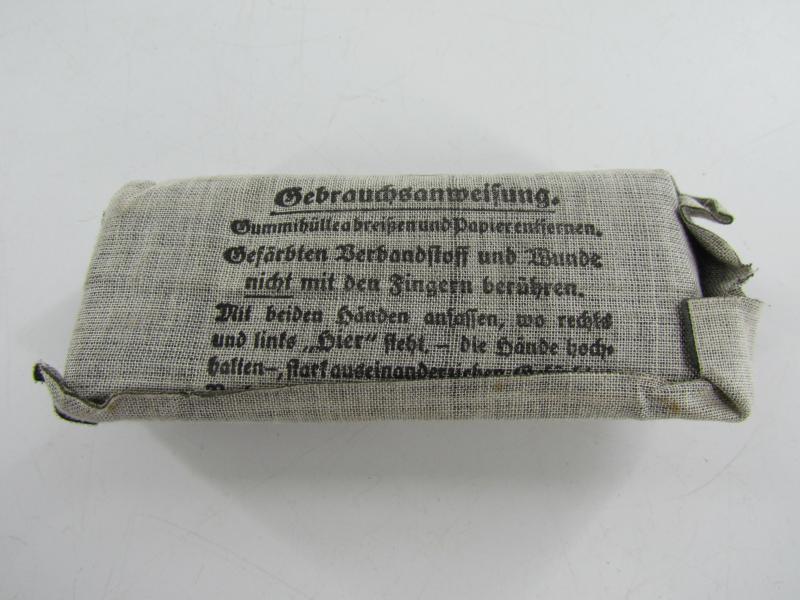 Gebrauchsanweisung.
Gummihülle abreißen und Papier entfernen.
Gefärbten Verbandstoff und Wunde
nicht mit den Fingern berühren.
Mit beiden Händen anfassen, wo rechts
und links „Hier" steht, – die Hände hoch-
halten –, stark auseinanderziehen.